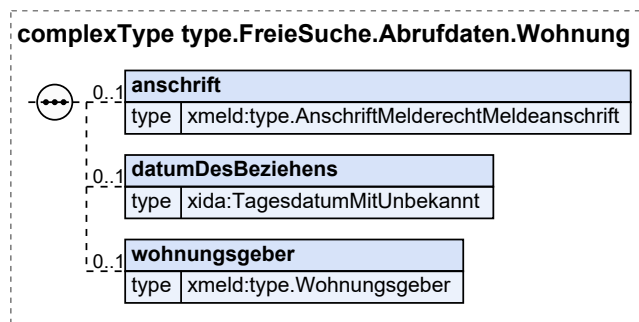 complexType type.FreieSuche.Abrufdaten.Wohnung
0..1 anschrift
type xmeld:type.AnschriftMelderechtMeldeanschrift
0..1 datumDesBeziehens
type xida:TagesdatumMitUnbekannt
0..1 wohnungsgeber
type xmeld:type.Wohnungsgeber